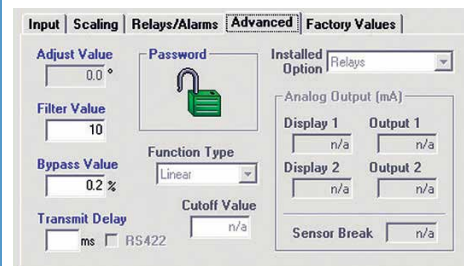 Input Scaling Relays/Alarms Advanced Factory Values
Adjust Value
0.0 °
Filter Value
10
Bypass Value
0.2 %
Transmit Delay
ms RS422
Password
Function Type
Linear
Cutoff Value
n/a
Installed
Option Relays
Analog Output (mA)
Display 1 Output 1
n/a n/a
Display 2 Output 2
n/a n/a
Sensor Break n/a